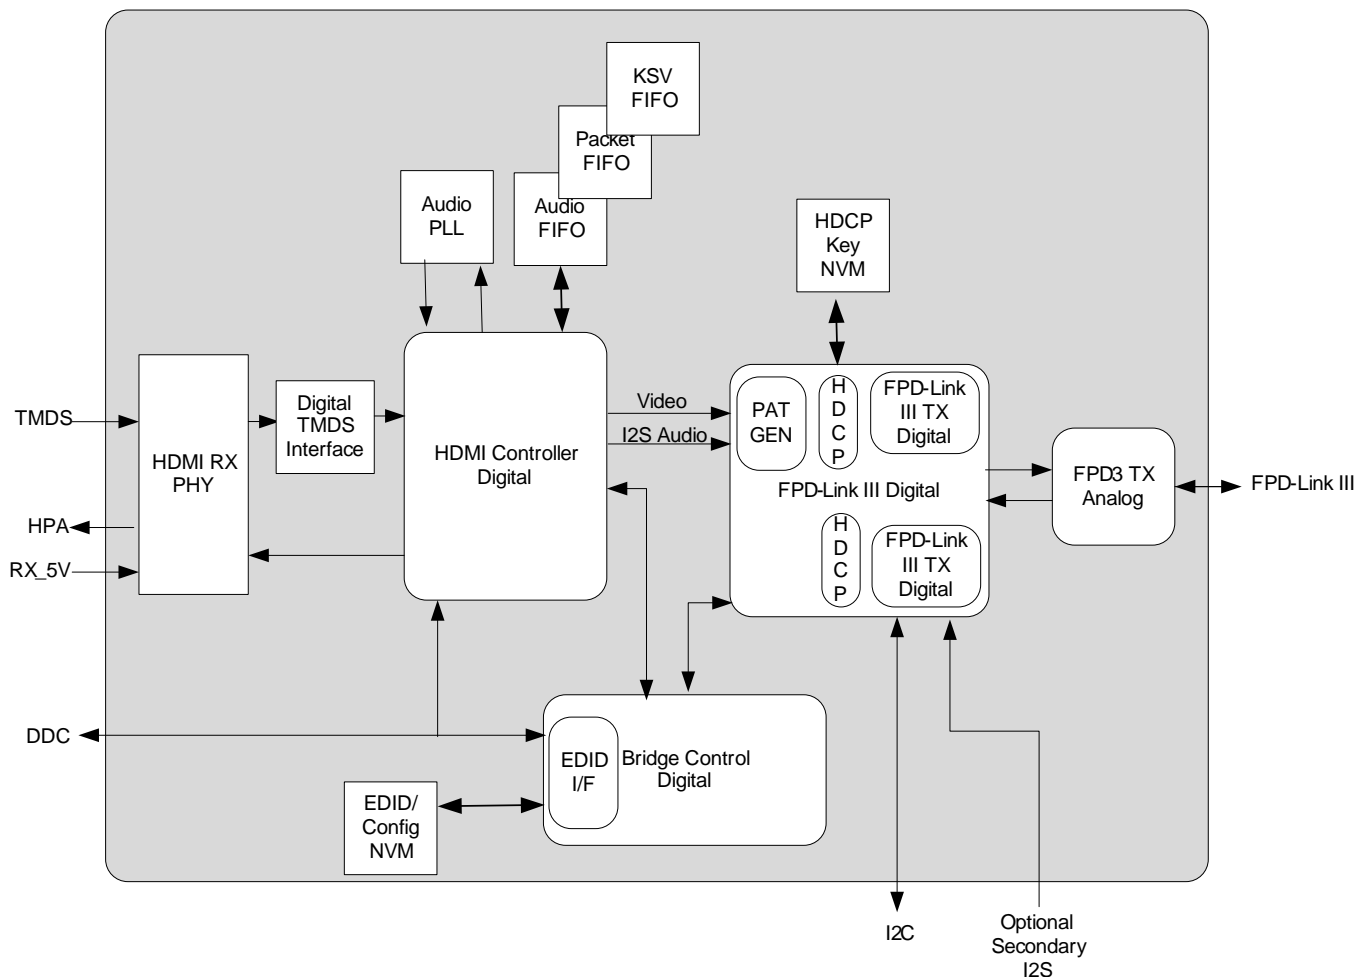 KSV
FIFO
Packet
FIFO
Audio
PLL
Audio
FIFO
HDCP
Key
NVM
TMDS
HPA
RX_5V
HDMI RX
PHY
Digital
TMDS
Interface
HDMI Controller
Digital
Video
I2S Audio
PAT
GEN
H
D
C
P
FPD-Link
III TX
Digital
FPD-Link III Digital
H
D
C
P
FPD-Link
III TX
Digital
FPD3 TX
Analog
FPD-Link III
DDC
EDID
I/F
Bridge Control
Digital
EDID/
Config
NVM
I2C
Optional
Secondary
I2S